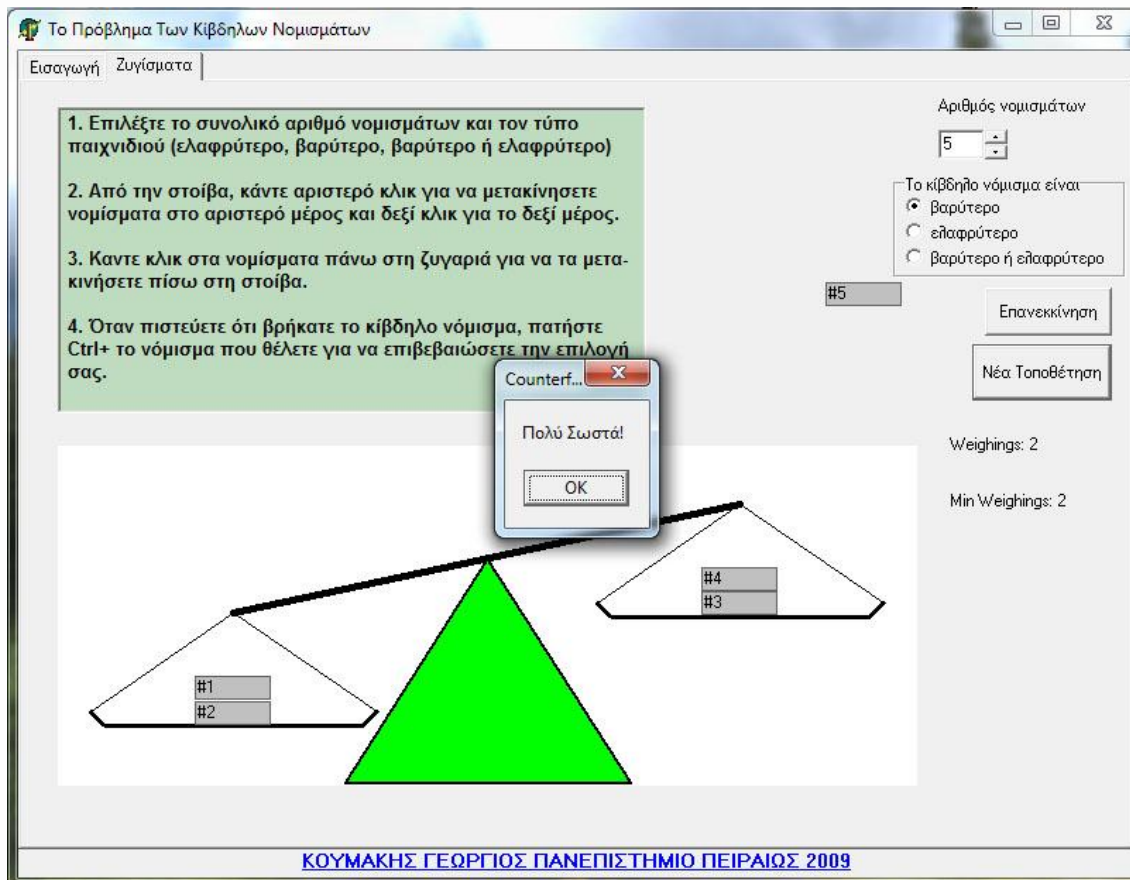 Το Πρόβλημα Των Κίβδηλων Νομισμάτων
Εισαγωγή Ζυγίσματα
1. Επιλέξτε το συνολικό αριθμό νομισμάτων και τον τύπο
παιχνιδιού (ελαφρύτερο, βαρύτερο, βαρύτερο ή ελαφρύτερο)
2. Από την στοίβα, κάντε αριστερό κλικ για να μετακίνησετε
νομίσματα στο αριστερό μέρος και δεξί κλικ για το δεξί μέρος.
3. Καντε κλικ στα νομίσματα πάνω στη ζυγαριά για να τα μετα-
κινήσετε πίσω στη στοίβα.
4. Όταν πιστεύετε ότι βρήκατε το κίβδηλο νόμισμα, πατήστε
Ctrl+ το νόμισμα που θέλετε για να επιβεβαιώσετε την επιλογή
σας.
Αριθμός νομισμάτων
5
Το κίβδηλο νόμισμα είναι
βαρύτερο
ελαφρύτερο
βαρύτερο ή ελαφρύτερο
#5
Επανεκκίνηση
Νέα Τοποθέτηση
Counterf...
Πολύ Σωστά!
OK
Weighings: 2
Min Weighings: 2
#4
#3
#1
#2
ΚΟΥΜΑΚΗΣ ΓΕΩΡΓΙΟΣ ΠΑΝΕΠΙΣΤΗΜΙΟ ΠΕΙΡΑΙΩΣ 2009